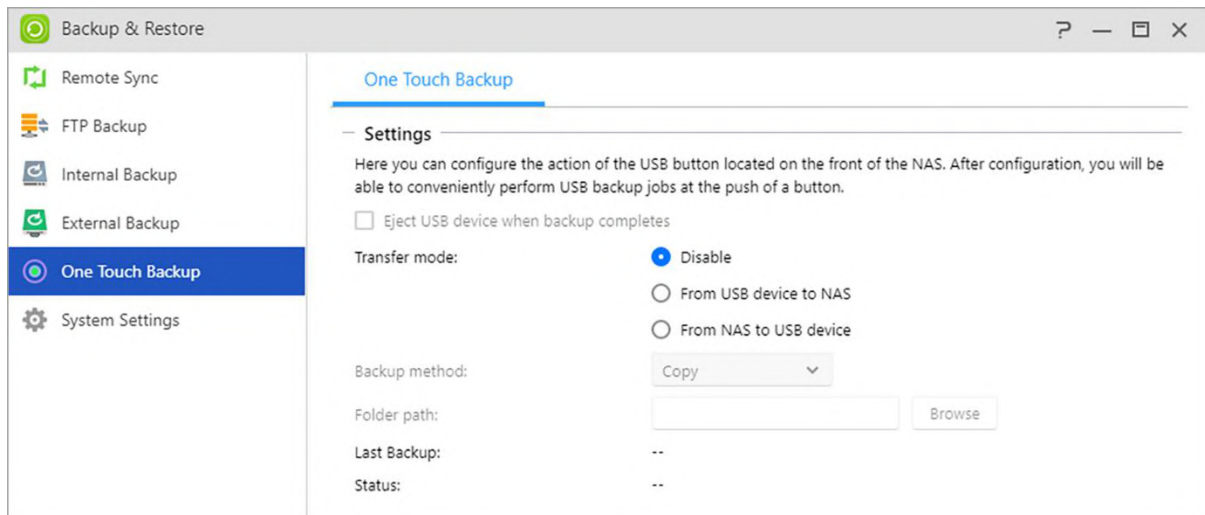 Backup & Restore
Remote Sync
FTP Backup
Internal Backup
External Backup
One Touch Backup
System Settings
One Touch Backup
Settings
Here you can configure the action of the USB button located on the front of the NAS. After configuration, you will be
able to conveniently perform USB backup jobs at the push of a button.
Eject USB device when backup completes
Transfer mode:
Disable
From USB device to NAS
From NAS to USB device
Backup method:
Copy
Folder path:
Browse
Last Backup:
--
Status:
--